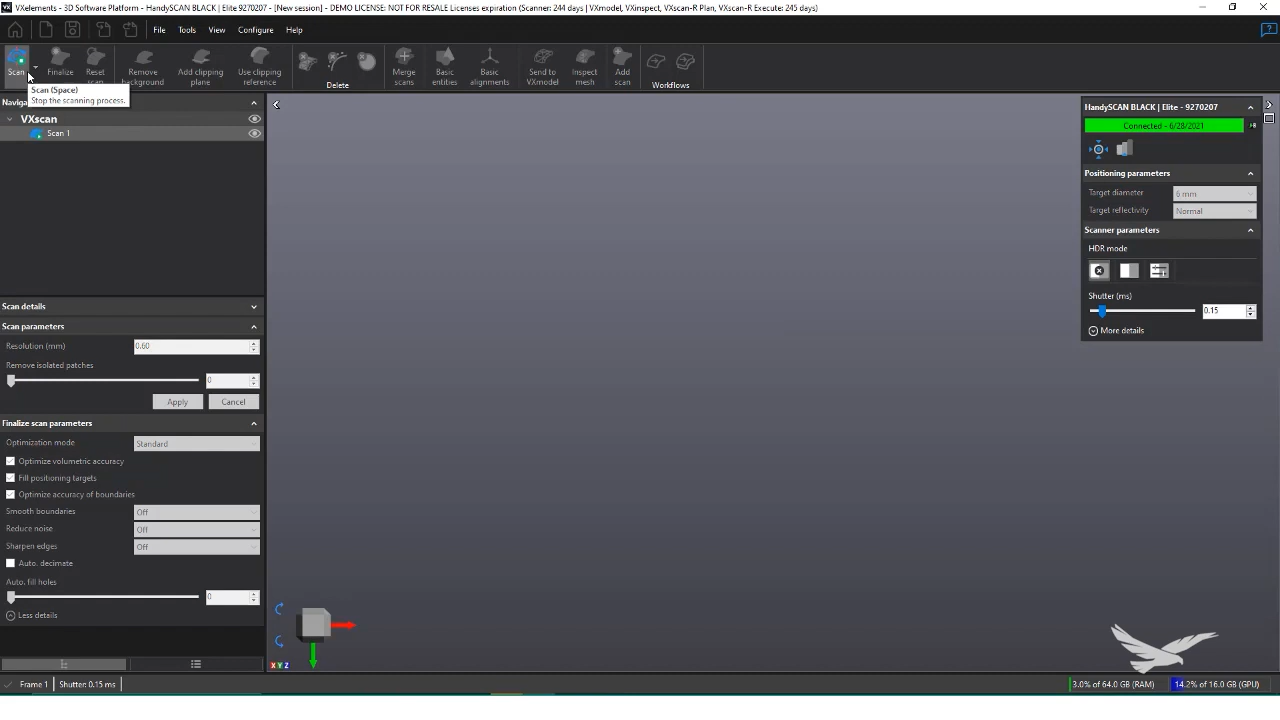 VXelements - 3D Software Platform - HandySCAN BLACK | Elite 9270207 - [New session] - DEMO LICENSE: NOT FOR RESALE Licenses expiration (Scanner: 244 days | VXmodel, VXinspect, VXscan-R Plan, VXscan-R Execute: 245 days)
File Tools View Configure Help
Scan Finalize Reset scan Remove background Add clipping plane Use clipping reference Delete Merge scans Basic entities Basic alignments Send to VXmodel Inspect mesh Add scan Workflows
Scan (Space)
Stop the scanning process.
VXscan
Scan 1
Scan details
Scan parameters
Resolution (mm) 0.60
Remove isolated patches
0
Apply Cancel
Finalize scan parameters
Optimization mode Standard
Optimize volumetric accuracy
Fill positioning targets
Optimize accuracy of boundaries
Smooth boundaries Off
Reduce noise Off
Sharpen edges Off
Auto. decimate
Auto. fill holes
0
Less details
HandySCAN BLACK | Elite - 9270207
Connected - 6/28/2021
Positioning parameters
Target diameter 6 mm
Target reflectivity Normal
Scanner parameters
HDR mode
Shutter (ms)
0.15
More details
X Y Z
Frame 1 Shutter: 0.15 ms 3.0% of 64.0 GB (RAM) 14.2% of 16.0 GB (GPU)